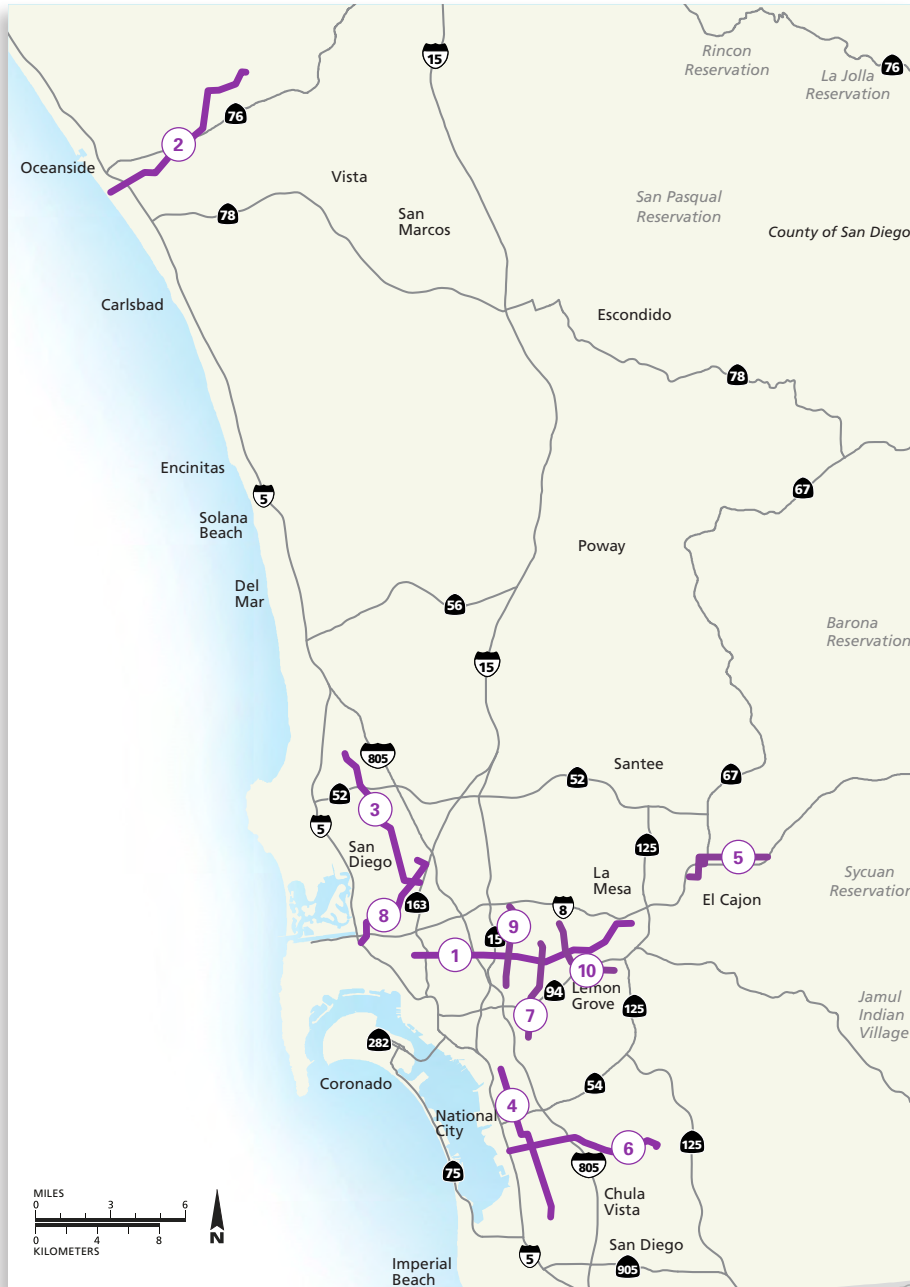 15
Rincon
Reservation
76
La Jolla
Reservation
76
2
Oceanside
Vista
78
San
Marcos
San Pasqual
Reservation
County of San Diego
Carlsbad
Escondido
78
Encinitas
5
67
Solana
Beach
Poway
Del
Mar
56
Barona
Reservation
15
805
Santee
52
67
52
3
5
San
Diego
125
5
La
Mesa
El Cajon
Sycuan
Reservation
163
8
8
9
15
1
10
94
Lemon
Grove
7
125
Jamul
Indian
Village
282
Coronado
54
4
National
City
6
125
805
75
Chula
Vista
MILES
0 3 6
0 4 8
KILOMETERS
N
San Diego
5
905
Imperial
Beach